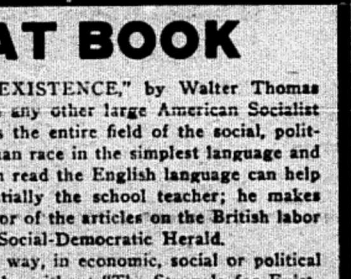 AT BOOK
EXISTENCE," by Walter Thomas
any other large American Socialist
s the entire field of the social, polit-
an race in the simplest language and
n read the English language can help
tially the school teacher; he makes
or of the articles on the British labor
Social-Democratic Herald.
way, in economic, social or political